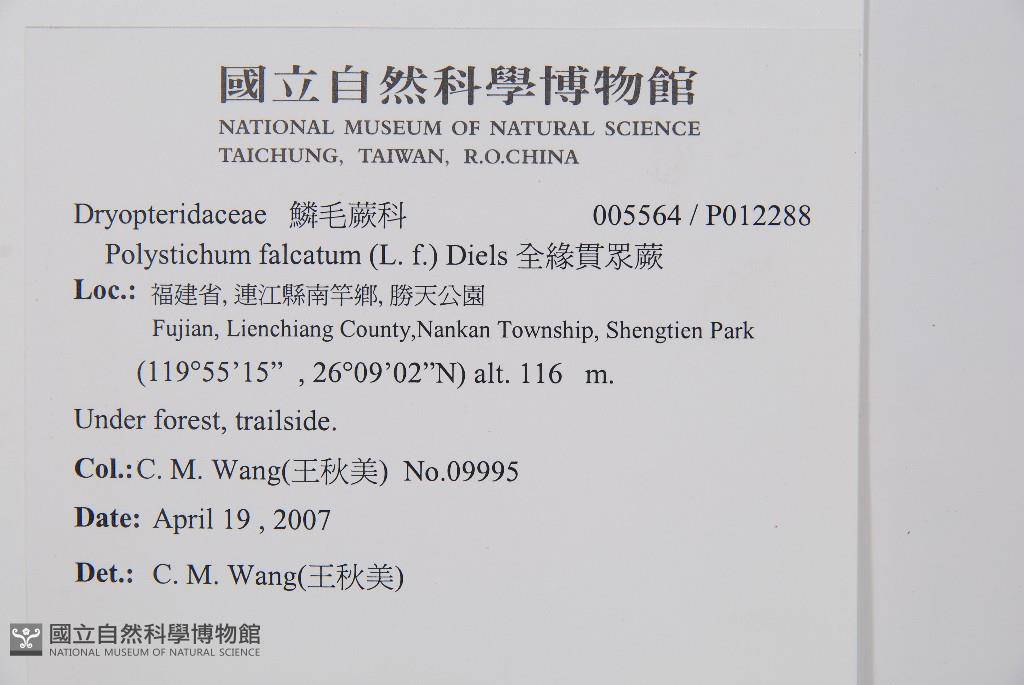 國立自然科學博物館
NATIONAL MUSEUM OF NATURAL SCIENCE
TAICHUNG, TAIWAN, R.O.CHINA
Dryopteridaceae 鱗毛蕨科 005564 / P012288
Polystichum falcatum (L. f.) Diels 全緣貫眾蕨
Loc.: 福建省, 連江縣南竿鄉, 勝天公園
Fujian, Lienchiang County,Nankan Township, Shengtien Park
(119°55’15” , 26°09’02”N) alt. 116 m.
Under forest, trailside.
Col.: C. M. Wang(王秋美) No.09995
Date: April 19 , 2007
Det.: C. M. Wang(王秋美)
國立自然科學博物館
NATIONAL MUSEUM OF NATURAL SCIENCE